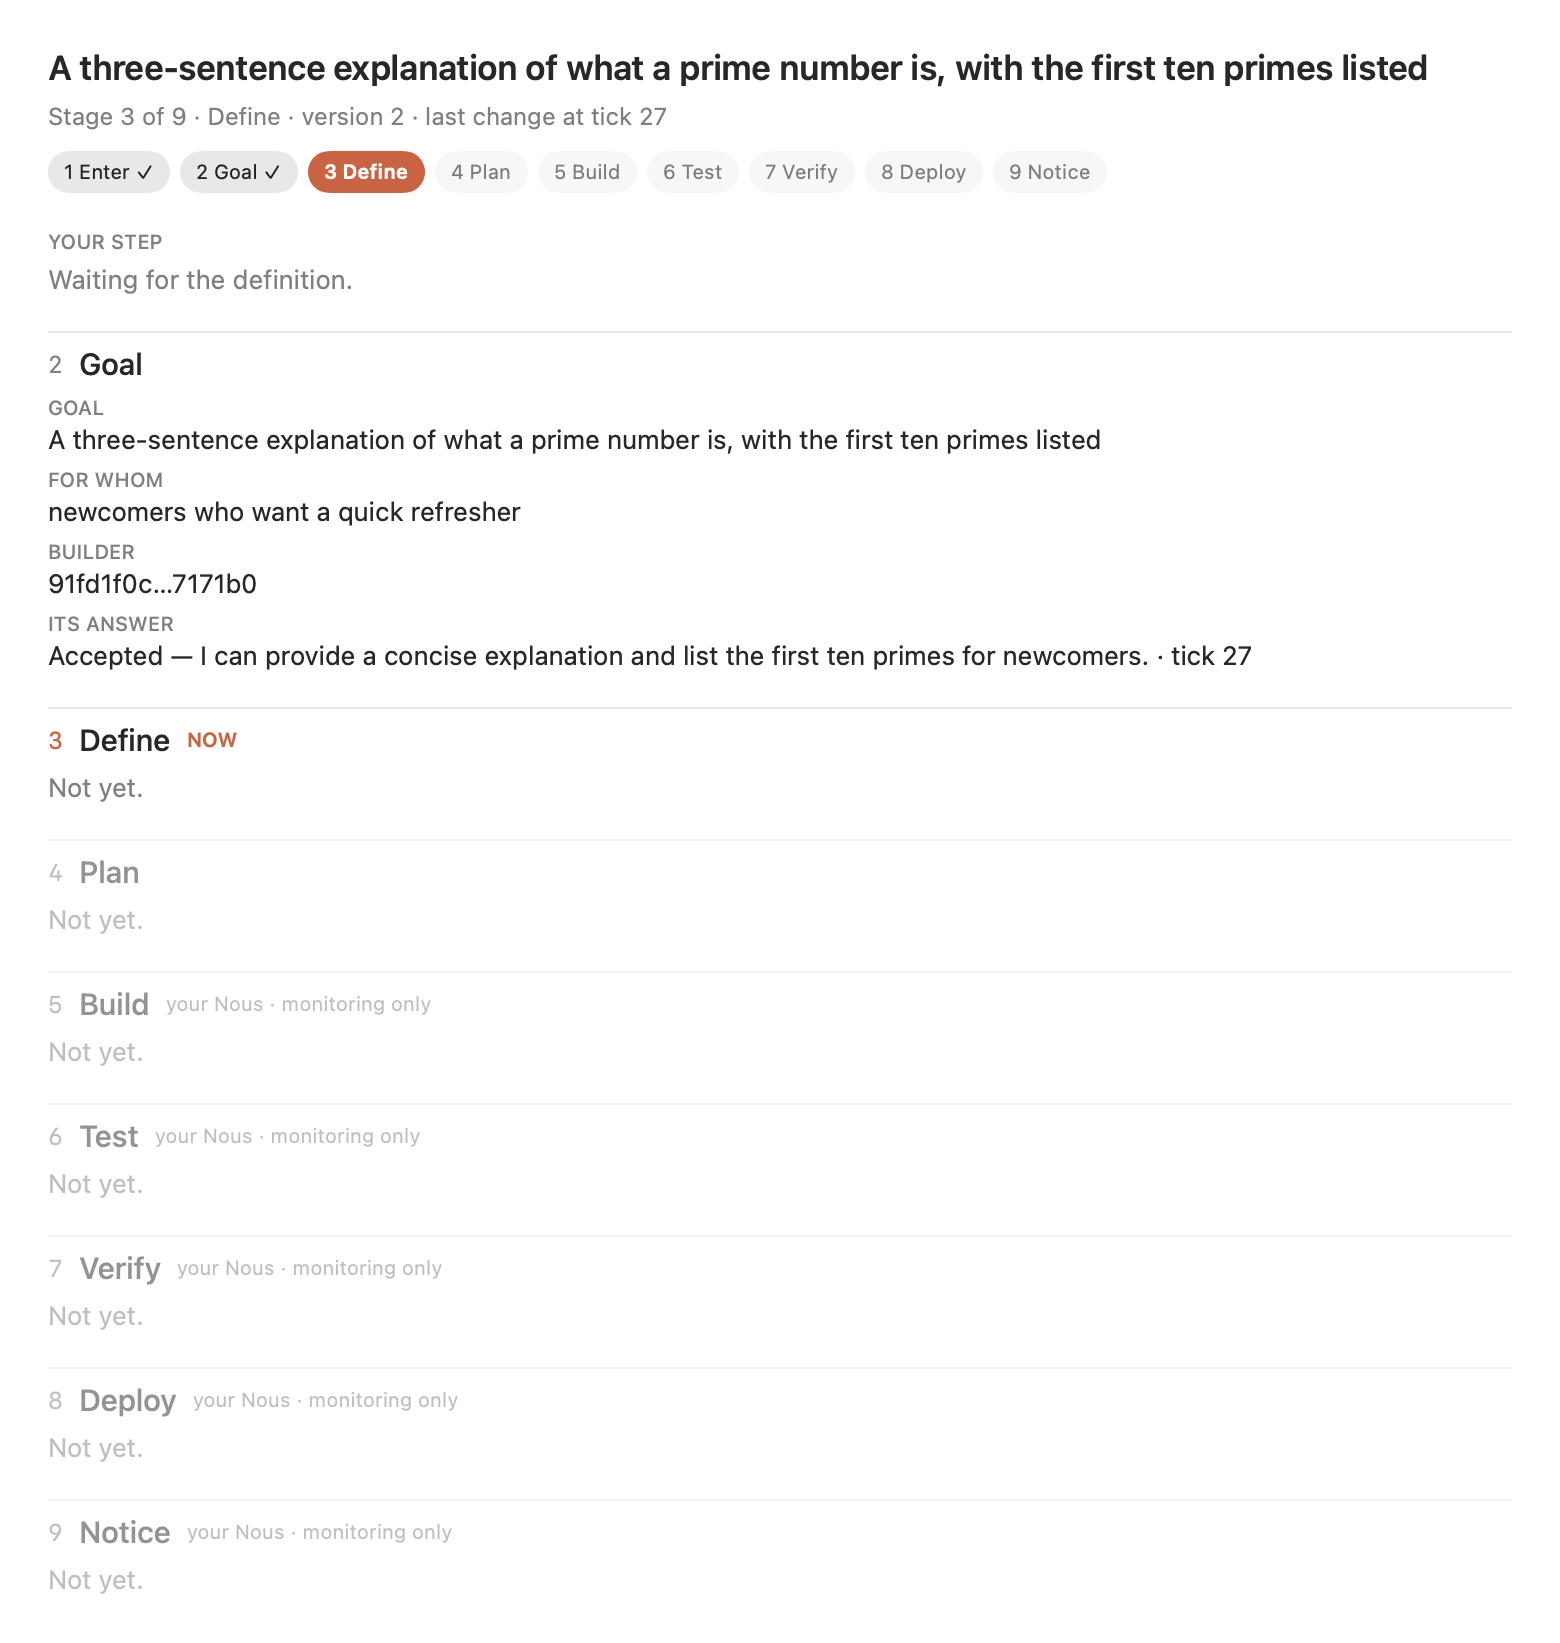 A three-sentence explanation of what a prime number is, with the first ten primes listed
Stage 3 of 9 · Define · version 2 · last change at tick 27
1 Enter ✓ 2 Goal ✓ 3 Define 4 Plan 5 Build 6 Test 7 Verify 8 Deploy 9 Notice
YOUR STEP
Waiting for the definition.
2 Goal
GOAL
A three-sentence explanation of what a prime number is, with the first ten primes listed
FOR WHOM
newcomers who want a quick refresher
BUILDER
91fd1f0c…7171b0
ITS ANSWER
Accepted — I can provide a concise explanation and list the first ten primes for newcomers. · tick 27
3 Define NOW
Not yet.
4 Plan
Not yet.
5 Build your Nous · monitoring only
Not yet.
6 Test your Nous · monitoring only
Not yet.
7 Verify your Nous · monitoring only
Not yet.
8 Deploy your Nous · monitoring only
Not yet.
9 Notice your Nous · monitoring only
Not yet.